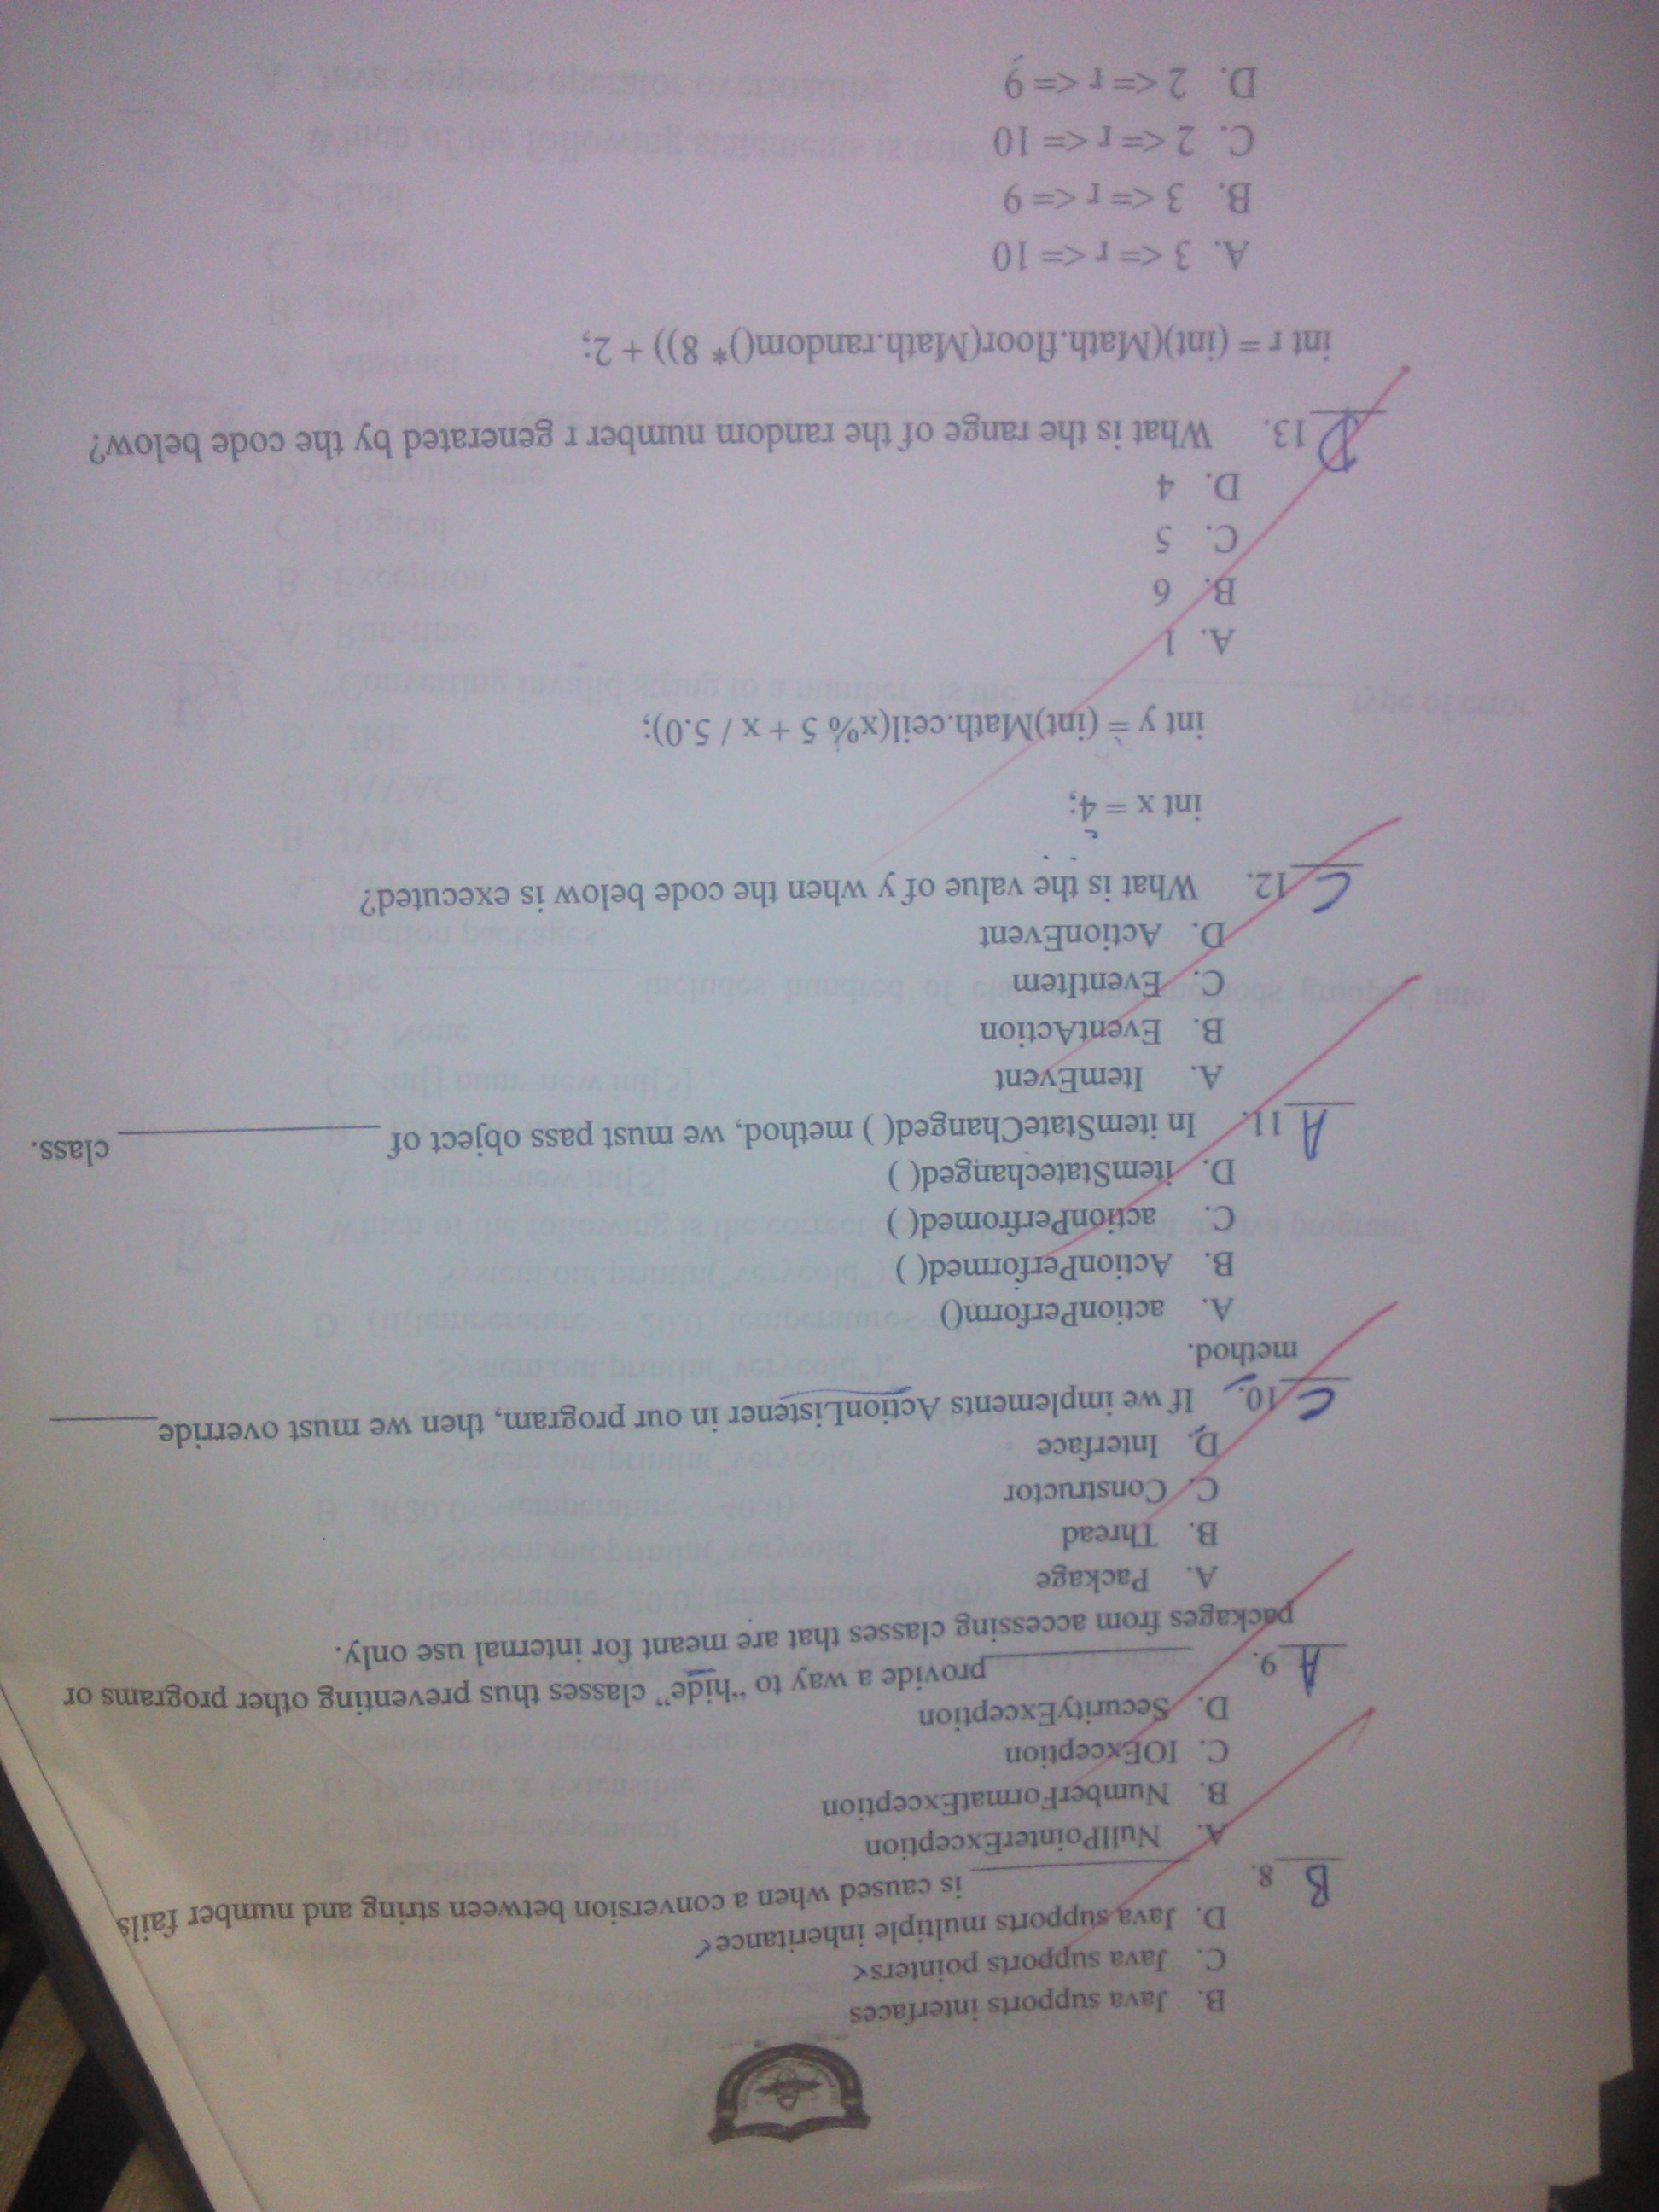 B. Java supports interfaces
C. Java supports pointers
D. Java supports multiple inheritance
B 8. ____________ is caused when a conversion between string and number fails
A. NullPointerException
B. NumberFormatException
C. IOException
D. SecurityException
A 9. ____________provide a way to “hide” classes thus preventing other programs or
packages from accessing classes that are meant for internal use only.
A. Package
B. Thread
C. Constructor
D. Interface
C 10. If we implements ActionListener in our program, then we must override______
method.
A. actionPerform()
B. ActionPerformed( )
C. actionPerfromed( )
D. itemStatechanged( )
A 11. In itemStateChanged( ) method, we must pass object of ______________ class.
A. ItemEvent
B. EventAction
C. EventItem
D. ActionEvent
C 12. What is the value of y when the code below is executed?
int x = 4;
int y = (int)Math.ceil(x% 5 + x / 5.0);
A. 1
B. 6
C. 5
D. 4
D 13. What is the range of the random number r generated by the code below?
int r = (int)(Math.floor(Math.random()* 8)) + 2;
A. 3 <= r <= 10
B. 3 <= r <= 9
C. 2 <= r <= 10
D. 2 <= r <= 9